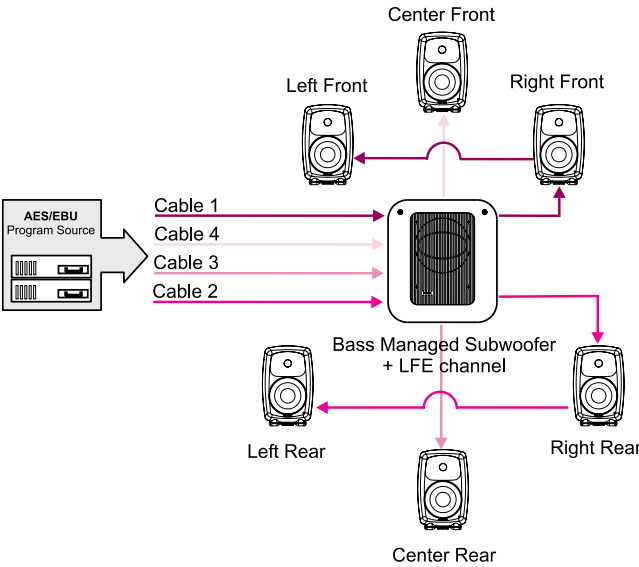 Center Front
Left Front
Right Front
AES/EBU
Program Source
Cable 1
Cable 4
Cable 3
Cable 2
Bass Managed Subwoofer
+ LFE channel
Left Rear
Right Rear
Center Rear